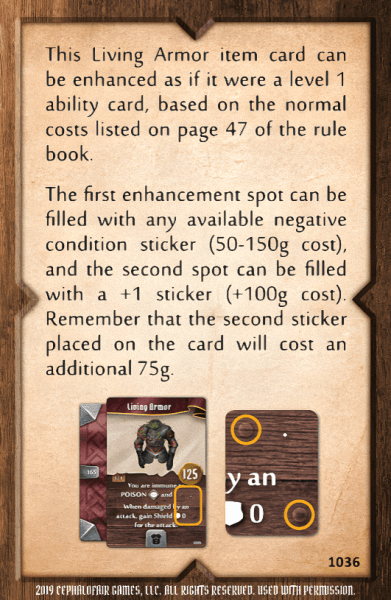 This Living Armor item card can
be enhanced as if it were a level 1
ability card, based on the normal
costs listed on page 47 of the rule
book.
The first enhancement spot can be
filled with any available negative
condition sticker (50-150g cost),
and the second spot can be filled
with a +1 sticker (+100g cost).
Remember that the second sticker
placed on the card will cost an
additional 75g.
Living Armor
165
125
You are immune
POISON and
When damaged by an
attack, gain Shield 0
for the attack.
y an
0
1036
2019 CEPHALOFAIR GAMES, LLC. ALL RIGHTS RESERVED. USED WITH PERMISSION.